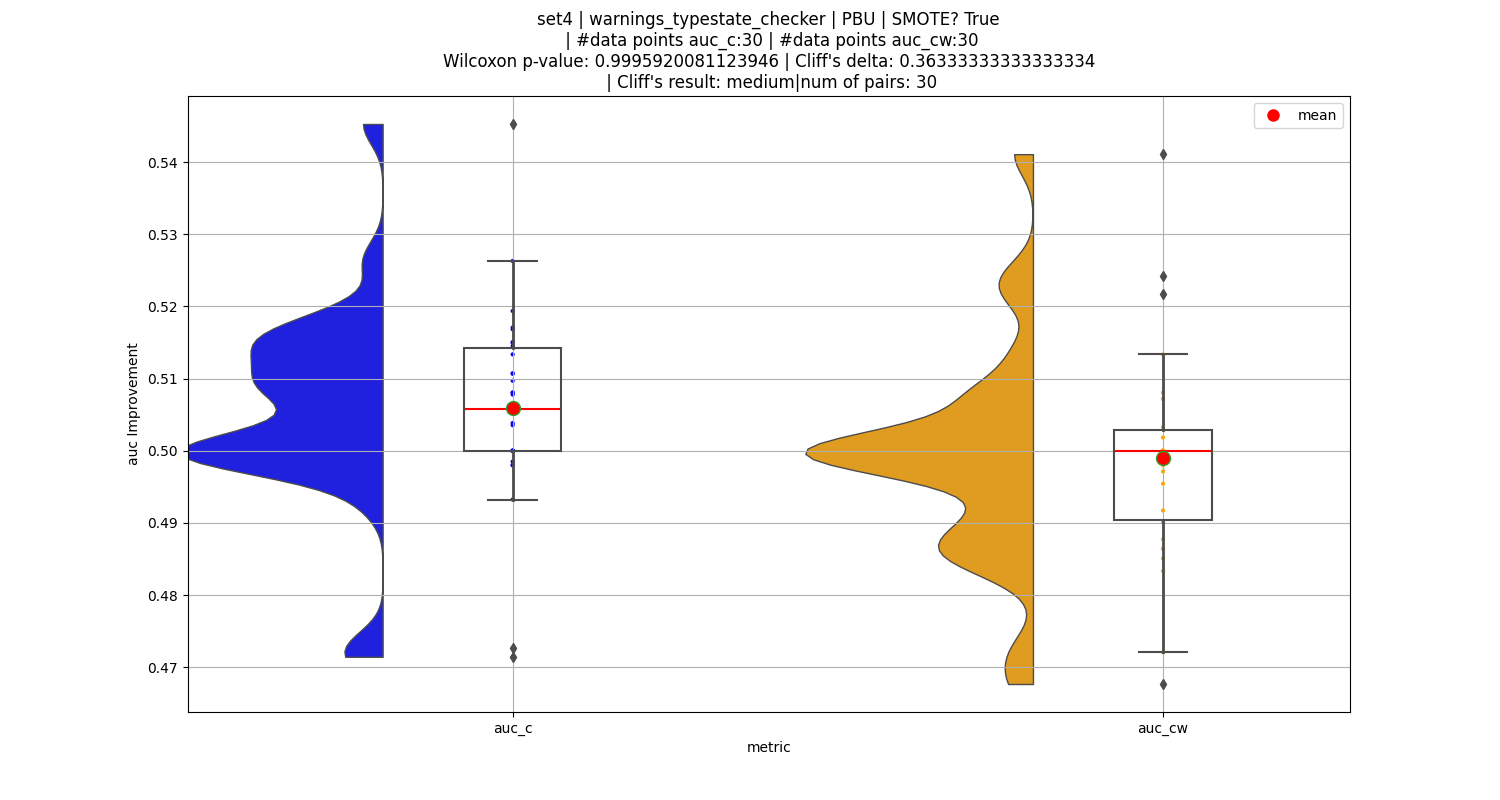 set4 | warnings_typestate_checker | PBU | SMOTE? True
| #data points auc_c:30 | #data points auc_cw:30
Wilcoxon p-value: 0.9995920081123946 | Cliff's delta: 0.36333333333333334
| Cliff's result: medium|num of pairs: 30
mean
0.54
0.53
0.52
0.51
0.50
0.49
0.48
0.47
auc Improvement
auc_c
auc_cw
metric